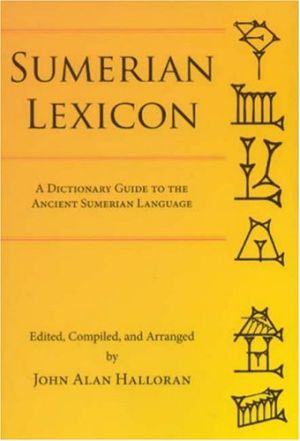 SUMERIAN
LEXICON
A DICTIONARY GUIDE TO THE
ANCIENT SUMERIAN LANGUAGE
Edited, Compiled, and Arranged
by
JOHN ALAN HALLORAN